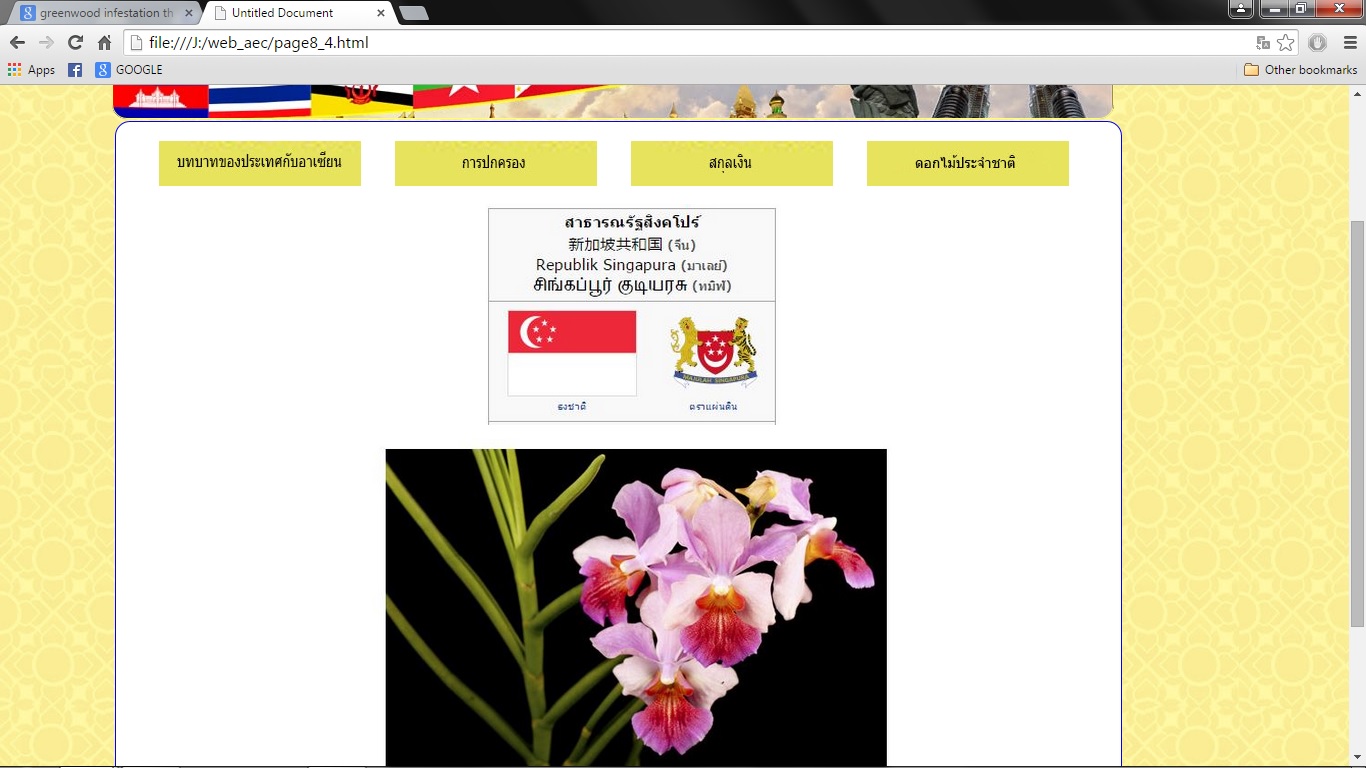 greenwood infestation th
Untitled Document
file:///J:/web_aec/page8_4.html
Apps
GOOGLE
Other bookmarks
บทบาทของประเทศกับอาเซียน
การปกครอง
สกุลเงิน
ดอกไม้ประจำชาติ
สาธารณรัฐสิงคโปร์
新加坡共和国 (จีน)
Republik Singapura (มาเลย์)
சிங்கப்பூர் குடியரசு (ทมิฬ)
MAJULAH SINGAPURA
ธงชาติ
ตราแผ่นดิน